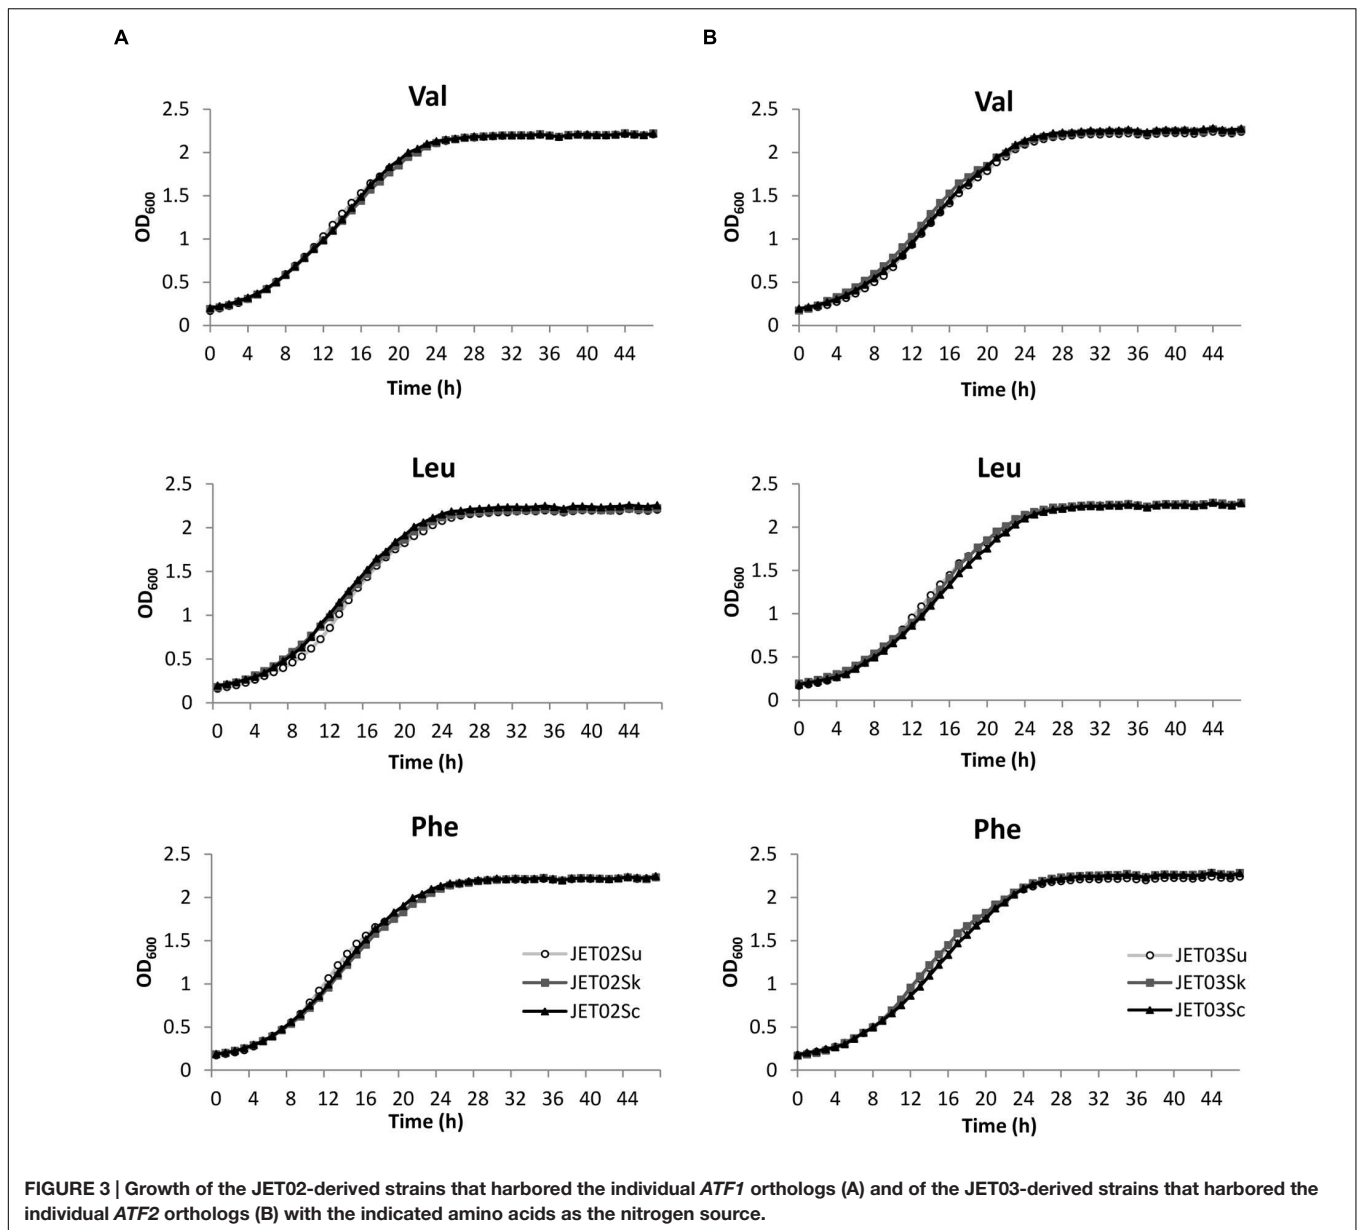 A
B
Val
2.5
2
1.5
1
0.5
0
OD600
0 4 8 12 16 20 24 28 32 36 40 44
Time (h)
Val
2.5
2
1.5
1
0.5
0
OD600
0 4 8 12 16 20 24 28 32 36 40 44
Time (h)
Leu
2.5
2
1.5
1
0.5
0
OD600
0 4 8 12 16 20 24 28 32 36 40 44
Time (h)
Leu
2.5
2
1.5
1
0.5
0
OD600
0 4 8 12 16 20 24 28 32 36 40 44
Time (h)
Phe
2.5
2
1.5
1
0.5
0
OD600
JET02Su
JET02Sk
JET02Sc
0 4 8 12 16 20 24 28 32 36 40 44
Time (h)
Phe
2.5
2
1.5
1
0.5
0
OD600
JET03Su
JET03Sk
JET03Sc
0 4 8 12 16 20 24 28 32 36 40 44
Time (h)
FIGURE 3 | Growth of the JET02-derived strains that harbored the individual ATF1 orthologs (A) and of the JET03-derived strains that harbored the
individual ATF2 orthologs (B) with the indicated amino acids as the nitrogen source.